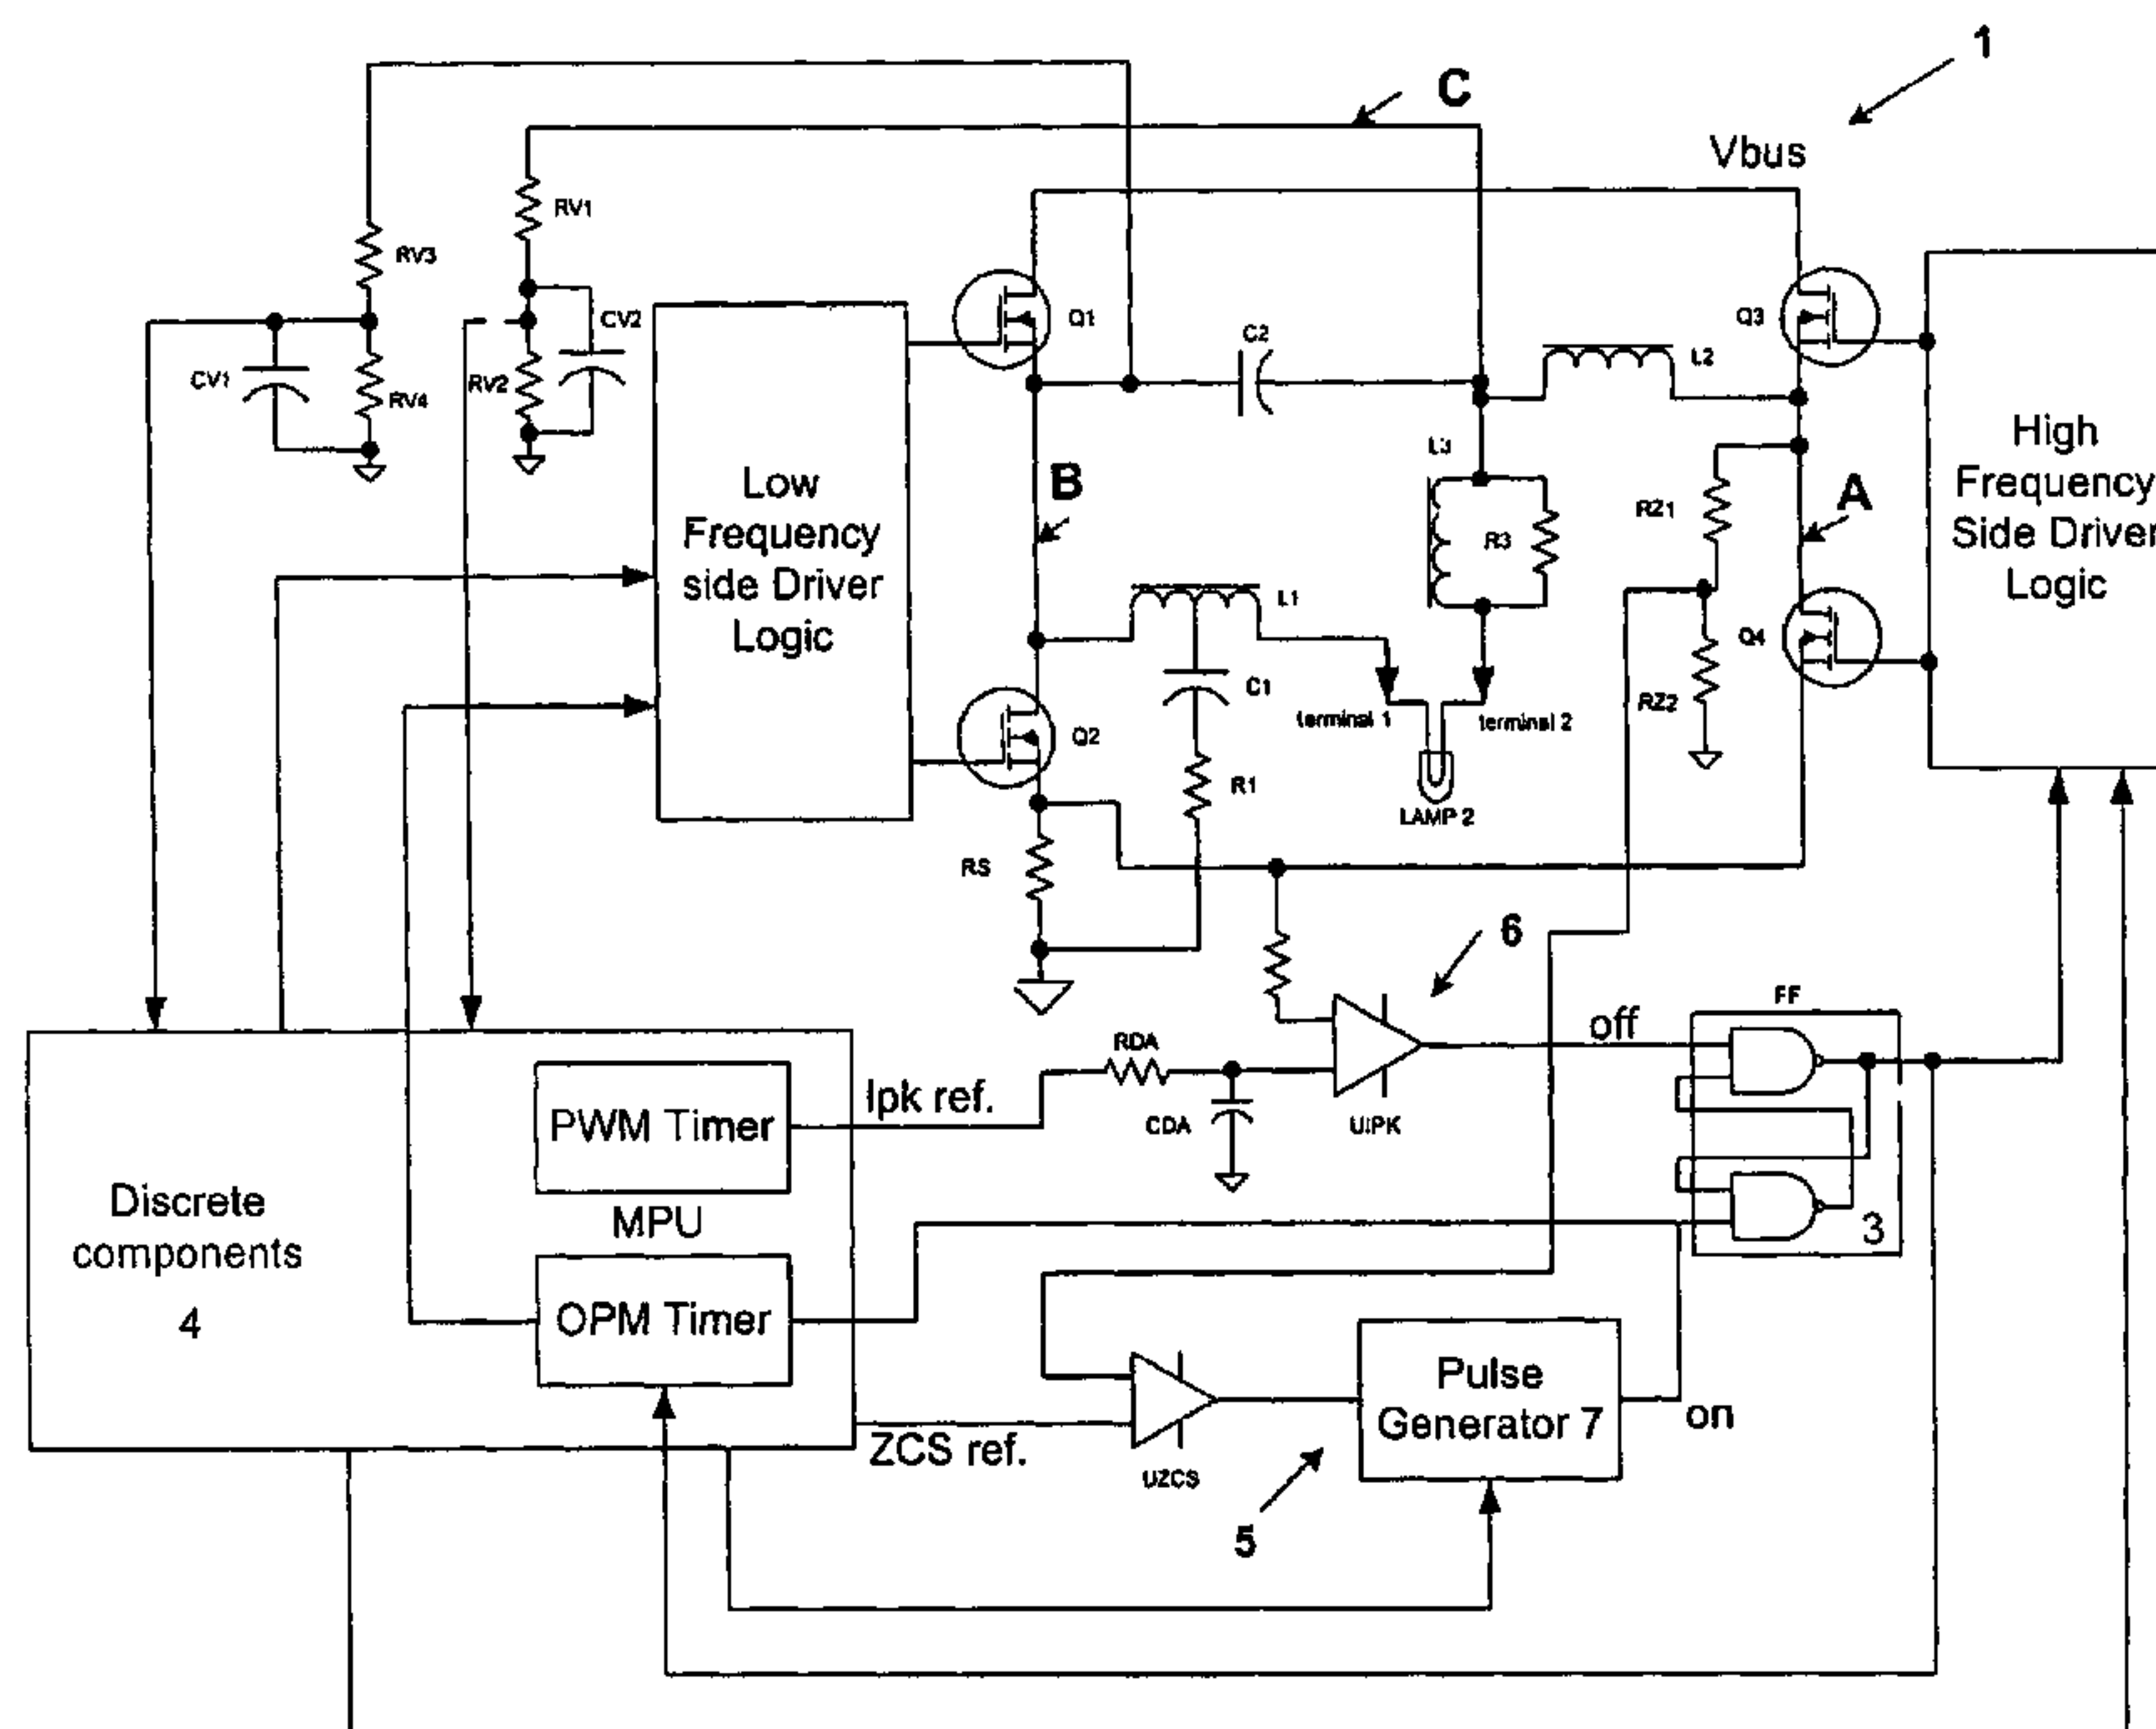 1
C
Vbus
RV1
RV3
CV2
Q1
Q3
C2
L2
CV1
RV2
RV4
High
Frequency
Side Driver
Logic
L3
Low
Frequency
side Driver
Logic
B
A
RZ1
R3
L1
Q4
C1
RZ2
terminal 1
terminal 2
Q2
R1
LAMP 2
RS
6
FF
off
RDA
Ipk ref.
PWM Timer
CDA
UIPK
Discrete
components
4
MPU
3
OPM Timer
Pulse
Generator 7
on
ZCS ref.
UZCS
5